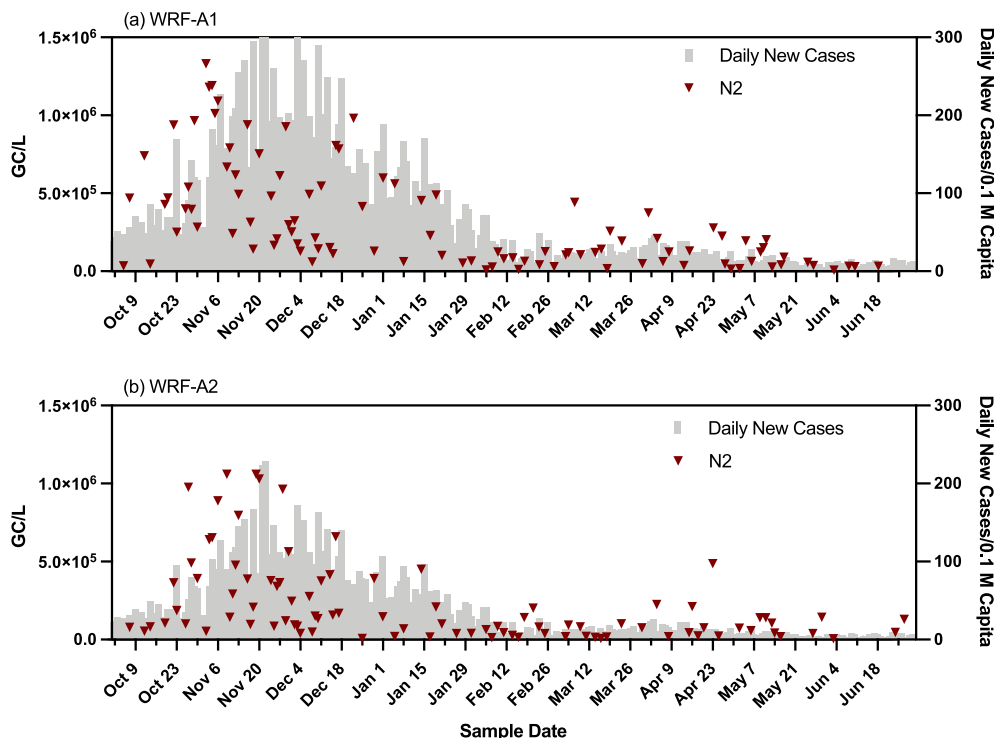 (a) WRF-A1
GC/L
1.5×10⁶
1.0×10⁶
5.0×10⁵
0.0
300
200
100
0
Daily New Cases/0.1 M Capita
Daily New Cases
N2
Oct 9
Oct 23
Nov 6
Nov 20
Dec 4
Dec 18
Jan 1
Jan 15
Jan 29
Feb 12
Feb 26
Mar 12
Mar 26
Apr 9
Apr 23
May 7
May 21
Jun 4
Jun 18
(b) WRF-A2
GC/L
1.5×10⁶
1.0×10⁶
5.0×10⁵
0.0
300
200
100
0
Daily New Cases/0.1 M Capita
Daily New Cases
N2
Oct 9
Oct 23
Nov 6
Nov 20
Dec 4
Dec 18
Jan 1
Jan 15
Jan 29
Feb 12
Feb 26
Mar 12
Mar 26
Apr 9
Apr 23
May 7
May 21
Jun 4
Jun 18
Sample Date